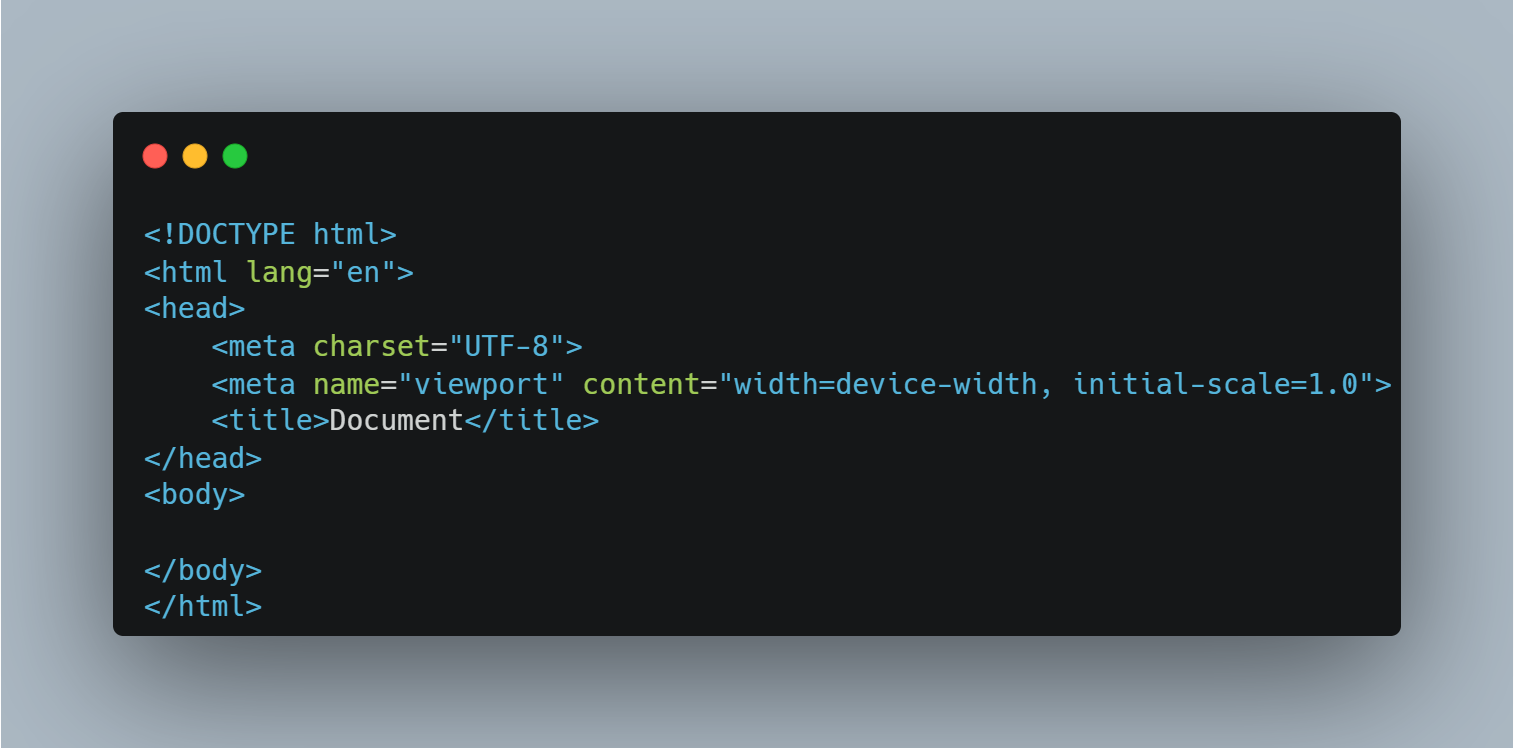 <!DOCTYPE html>
<html lang="en">
<head>
    <meta charset="UTF-8">
    <meta name="viewport" content="width=device-width, initial-scale=1.0">
    <title>Document</title>
</head>
<body>

</body>
</html>